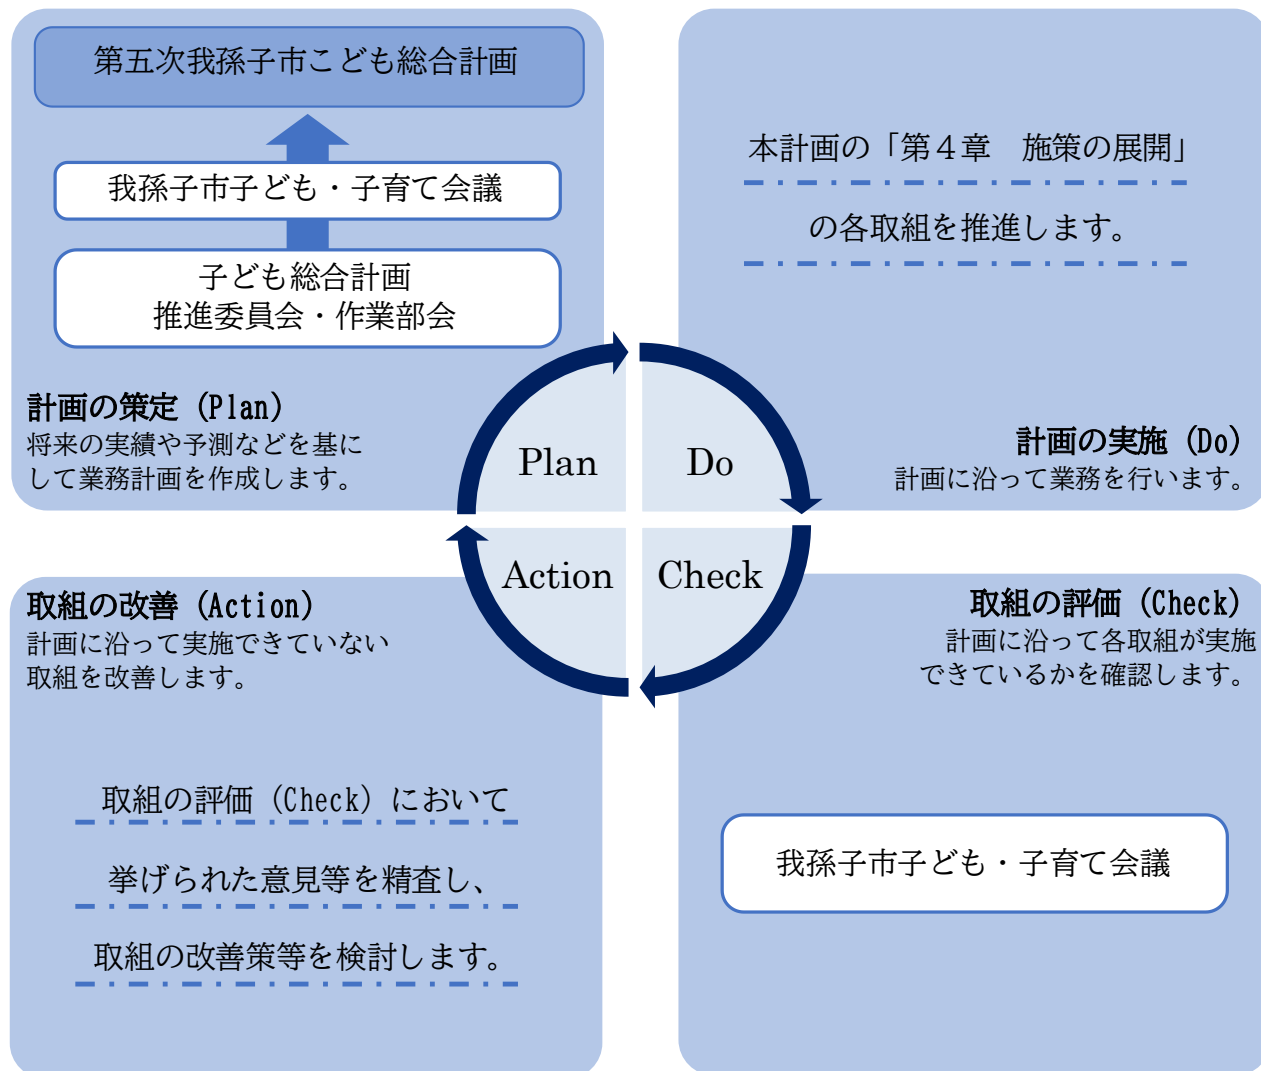 第五次我孫子市こども総合計画
我孫子市子ども・子育て会議
子ども総合計画
推進委員会・作業部会
計画の策定（Plan）
将来の実績や予測などを基に
して業務計画を作成します。
本計画の「第４章　施策の展開」
の各取組を推進します。
計画の実施（Do）
計画に沿って業務を行います。
Plan
Do
Action
Check
取組の改善（Action）
計画に沿って実施できていない
取組を改善します。
取組の評価（Check）において
挙げられた意見等を精査し、
取組の改善策等を検討します。
取組の評価（Check）
計画に沿って各取組が実施
できているかを確認します。
我孫子市子ども・子育て会議